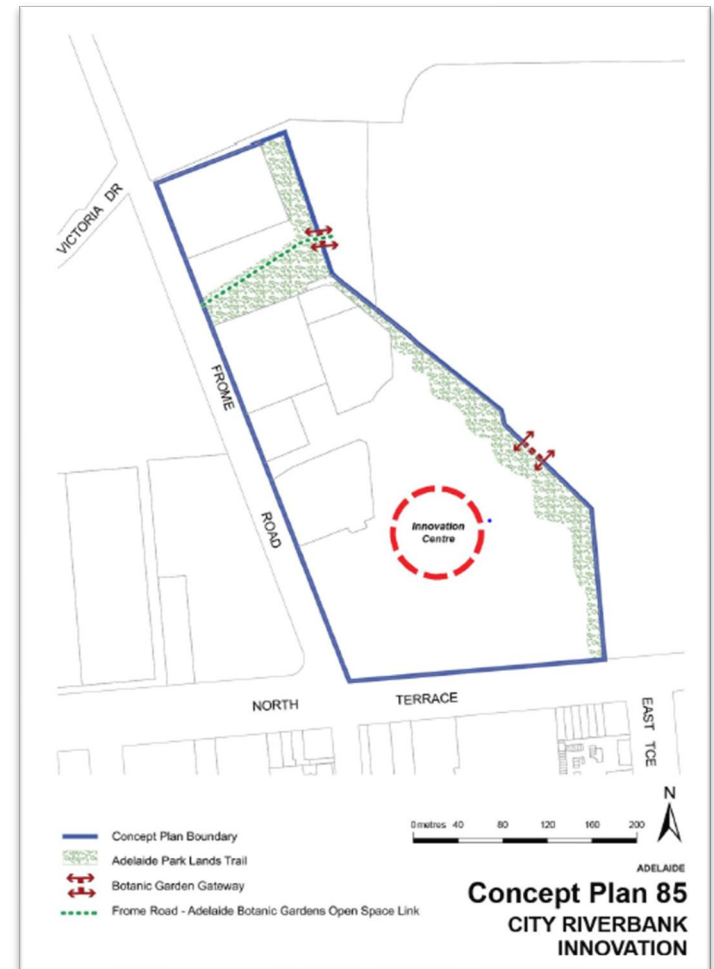 VICTORIA DR
FROME
ROAD
Innovation
Centre
NORTH
TERRACE
EAST TCE
N
0metres 40 80 120 160 200
Concept Plan Boundary
Adelaide Park Lands Trail
Botanic Garden Gateway
Frome Road - Adelaide Botanic Gardens Open Space Link
ADELAIDE
Concept Plan 85
CITY RIVERBANK
INNOVATION